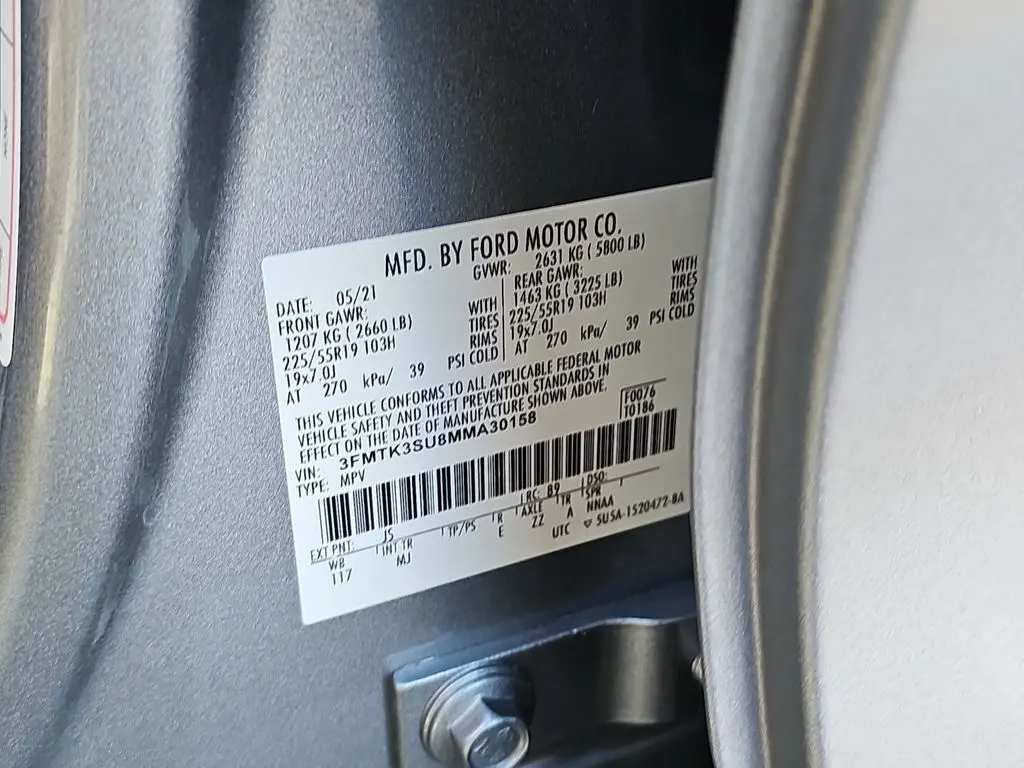 NONE
MFD. BY FORD MOTOR CO.
DATE: 05/21 GVWR: 2631 KG ( 5800 LB)
FRONT GAWR: WITH REAR GAWR: WITH
1207 KG ( 2660 LB) TIRES 1463 KG ( 3225 LB) TIRES
225/55R19 103H RIMS 225/55R19 103H RIMS
19x7.0J 19x7.0J
AT 270 kPa/ 39 PSI COLD AT 270 kPa/ 39 PSI COLD
THIS VEHICLE CONFORMS TO ALL APPLICABLE FEDERAL MOTOR
VEHICLE SAFETY AND THEFT PREVENTION STANDARDS IN
EFFECT ON THE DATE OF MANUFACTURE SHOWN ABOVE.
F0076
VIN: 3FMTK3SU8MMA30158 T0186
TYPE: MPV
EXT PNT: J5 RC: 89 DSO:
WB INT TR TP/PS R AXLE TR SPR
117 MJ E ZZ A NNAA
UTC 5U5A-1520472-BA